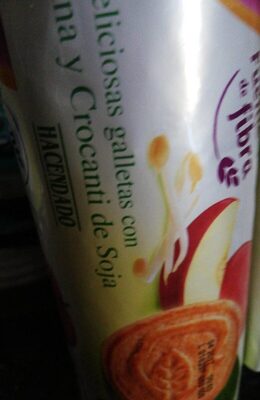 eliciosas galletas con
na y Crocanti de Soja
HACENDADO
de fibra